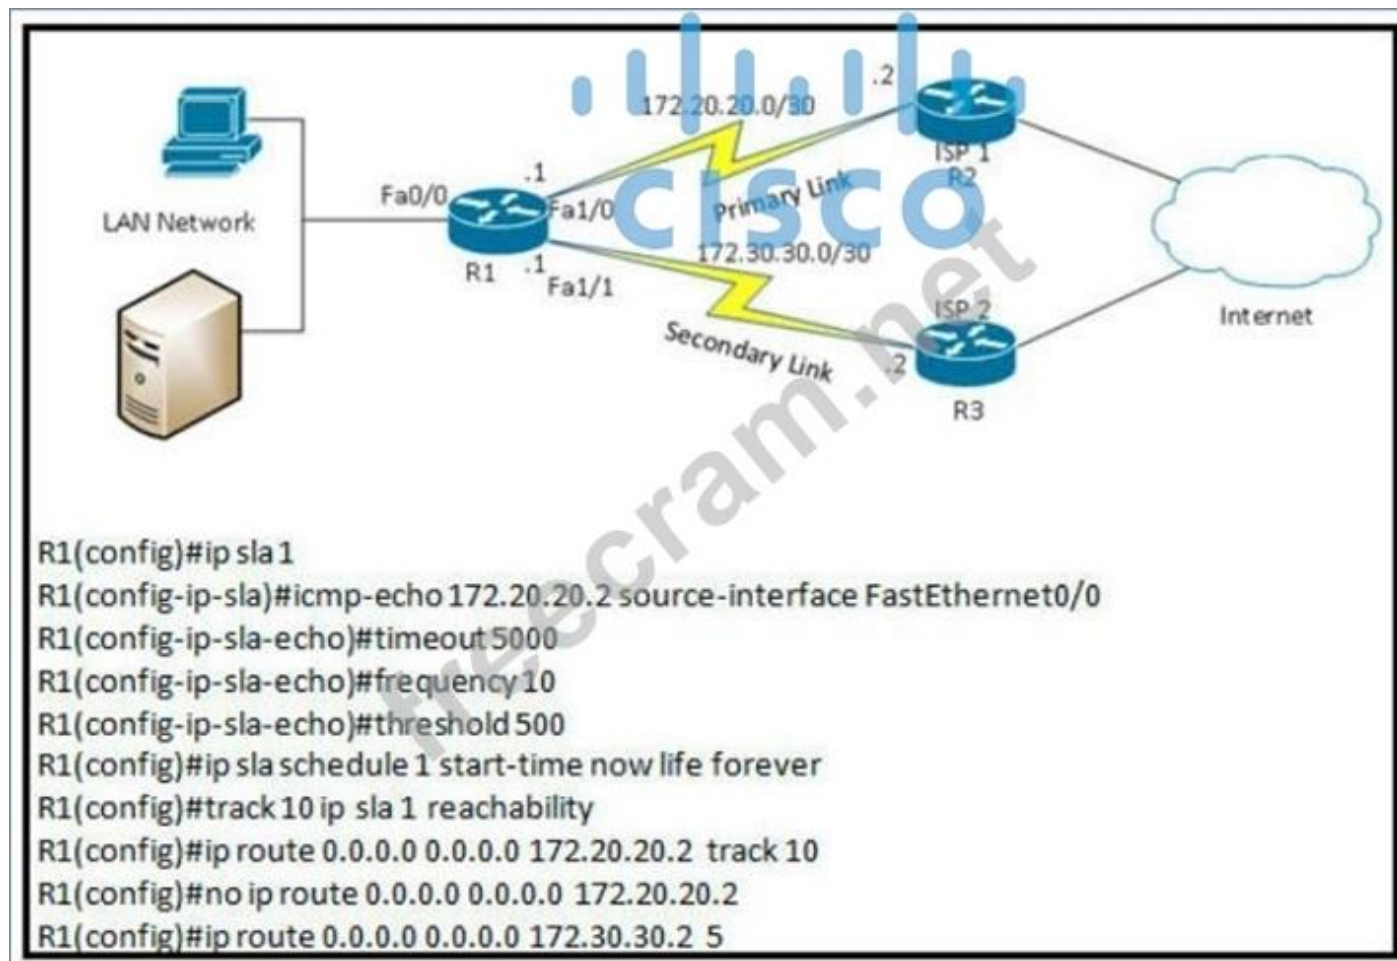 172.20.20.0/30
.2
ISP 1
R2
Fa0/0
.1
Fa1/0
Primary Link
cisco
LAN Network
R1
172.30.30.0/30
.1
Fa1/1
Secondary Link
ISP 2
.2
R3
Internet
freecram.net
R1(config)#ip sla 1
R1(config-ip-sla)#icmp-echo 172.20.20.2 source-interface FastEthernet0/0
R1(config-ip-sla-echo)#timeout 5000
R1(config-ip-sla-echo)#frequency 10
R1(config-ip-sla-echo)#threshold 500
R1(config)#ip sla schedule 1 start-time now life forever
R1(config)#track 10 ip sla 1 reachability
R1(config)#ip route 0.0.0.0 0.0.0.0 172.20.20.2 track 10
R1(config)#no ip route 0.0.0.0 0.0.0.0 172.20.20.2
R1(config)#ip route 0.0.0.0 0.0.0.0 172.30.30.2 5